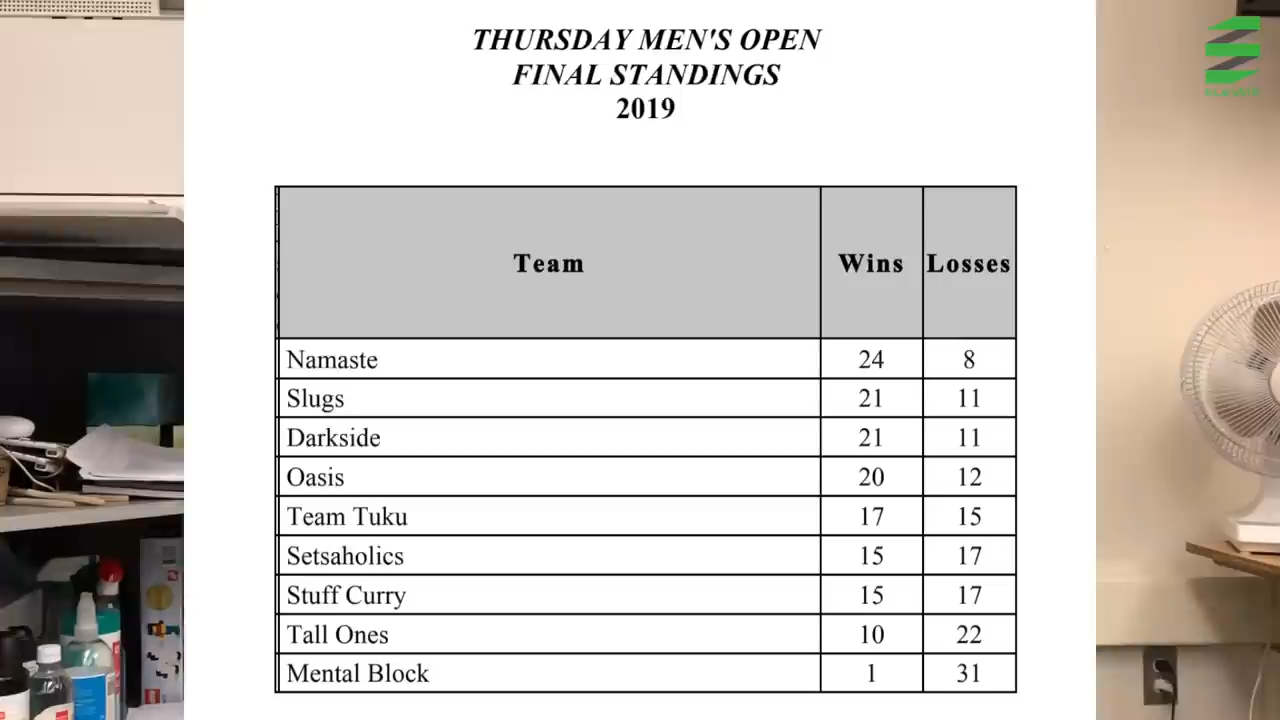 THURSDAY MEN'S OPEN
FINAL STANDINGS
2019
Team Wins Losses
Namaste 24 8
Slugs 21 11
Darkside 21 11
Oasis 20 12
Team Tuku 17 15
Setsaholics 15 17
Stuff Curry 15 17
Tall Ones 10 22
Mental Block 1 31